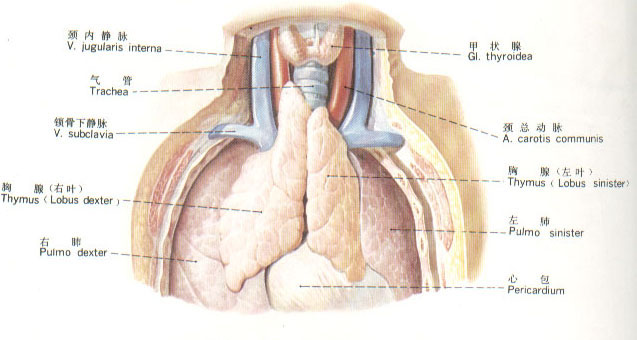 颈内静脉
V. jugularis interna
气管
Trachea
锁骨下静脉
V. subclavia
胸腺(右叶)
Thymus (Lobus dexter)
右肺
Pulmo dexter
甲状腺
Gl. thyroidea
颈总动脉
A. carotis communis
胸腺(左叶)
Thymus (Lobus sinister)
左肺
Pulmo sinister
心包
Pericardium